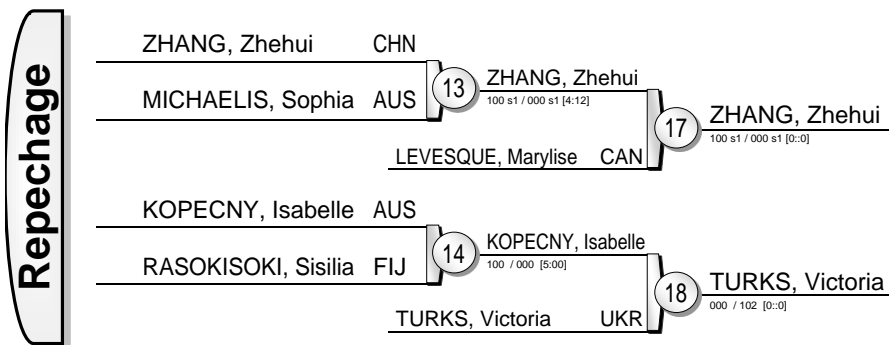 Repechage
ZHANG, Zhehui CHN
MICHAELIS, Sophia AUS
13
ZHANG, Zhehui
100 s1 / 000 s1 [4:12]
LEVESQUE, Marylise CAN
17
ZHANG, Zhehui
100 s1 / 000 s1 [0::0]
KOPECNY, Isabelle AUS
RASOKISOKI, Sisilia FIJ
14
KOPECNY, Isabelle
100 / 000 [5:00]
TURKS, Victoria UKR
18
TURKS, Victoria
000 / 102 [0::0]